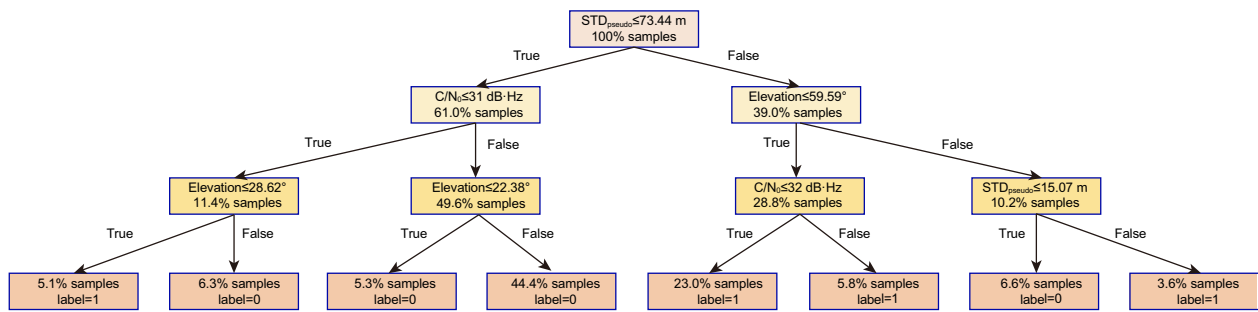 STDpseudo≤73.44 m
100% samples
True
False
C/N₀≤31 dB·Hz
61.0% samples
Elevation≤59.59°
39.0% samples
True
False
True
False
Elevation≤28.62°
11.4% samples
Elevation≤22.38°
49.6% samples
C/N₀≤32 dB·Hz
28.8% samples
STDpseudo≤15.07 m
10.2% samples
True
False
True
False
True
False
True
False
5.1% samples
label=1
6.3% samples
label=0
5.3% samples
label=0
44.4% samples
label=0
23.0% samples
label=1
5.8% samples
label=1
6.6% samples
label=0
3.6% samples
label=1